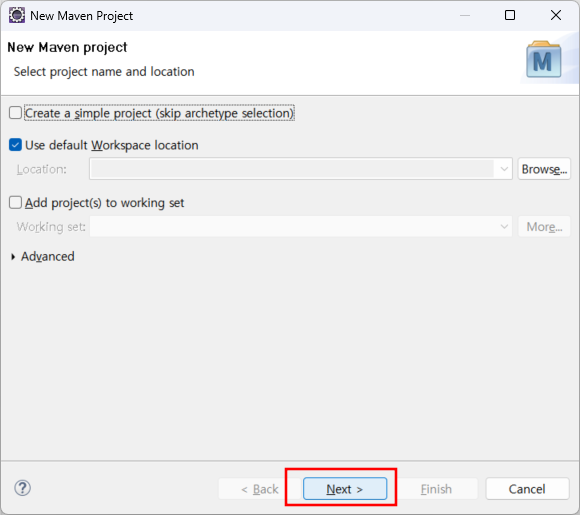 New Maven Project
New Maven project
Select project name and location
M
Create a simple project (skip archetype selection)
Use default Workspace location
Location:
Browse...
Add project(s) to working set
Working set:
More...
Advanced
?
< Back
Next >
Finish
Cancel